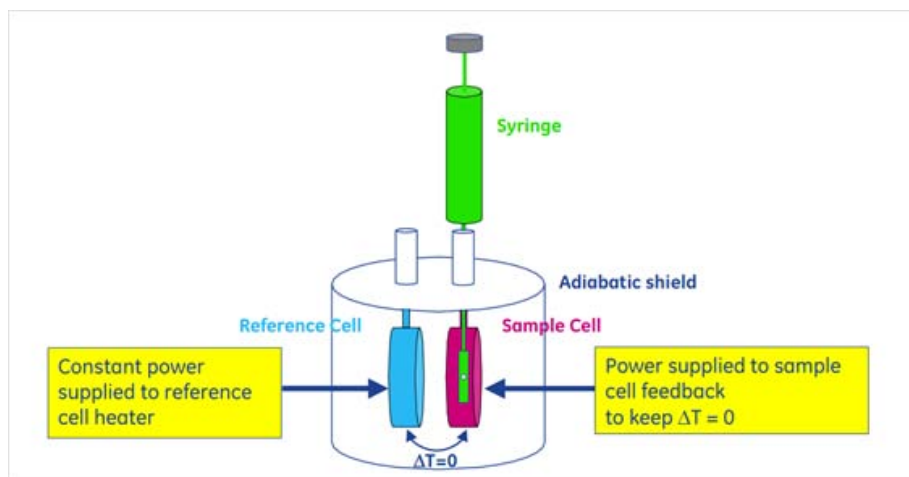 Syringe
Adiabatic shield
Reference Cell
Sample Cell
Constant power
supplied to reference
cell heater
Power supplied to sample
cell feedback
to keep ΔT = 0
ΔT=0